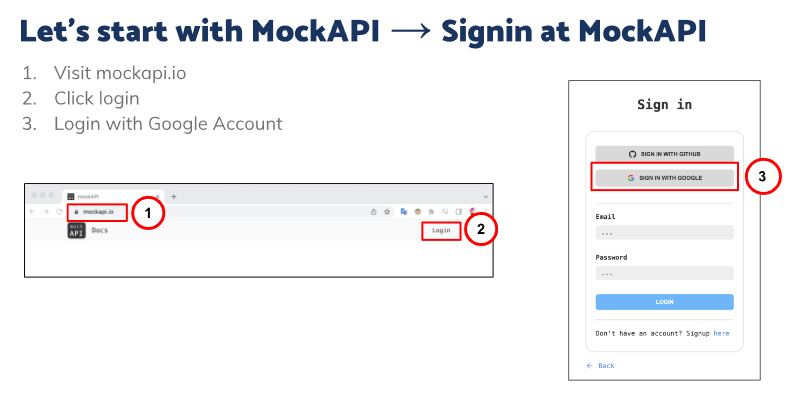 Let's start with MockAPI → Signin at MockAPI
1. Visit mockapi.io
2. Click login
3. Login with Google Account
mockAPI
mockapi.io
1
mock
API
Docs
Login
2
Sign in
SIGN IN WITH GITHUB
SIGN IN WITH GOOGLE
3
Email
...
Password
...
LOGIN
Don't have an account? Signup here
← Back